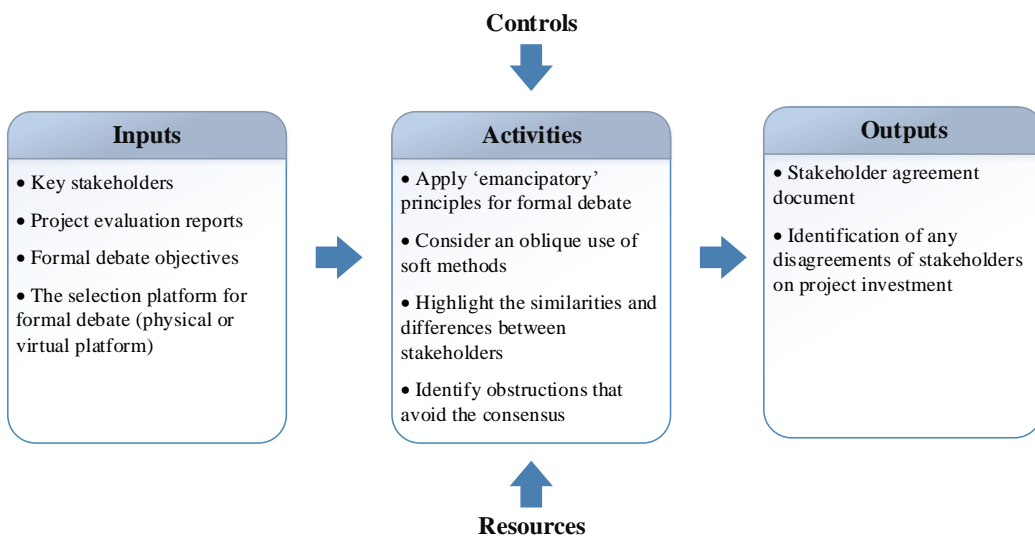 Controls
Inputs
• Key stakeholders
• Project evaluation reports
• Formal debate objectives
• The selection platform for
formal debate (physical or
virtual platform)
Activities
• Apply ‘emancipatory’
principles for formal debate
• Consider an oblique use of
soft methods
• Highlight the similarities and
differences between
stakeholders
• Identify obstructions that
avoid the consensus
Outputs
• Stakeholder agreement
document
• Identification of any
disagreements of stakeholders
on project investment
Resources